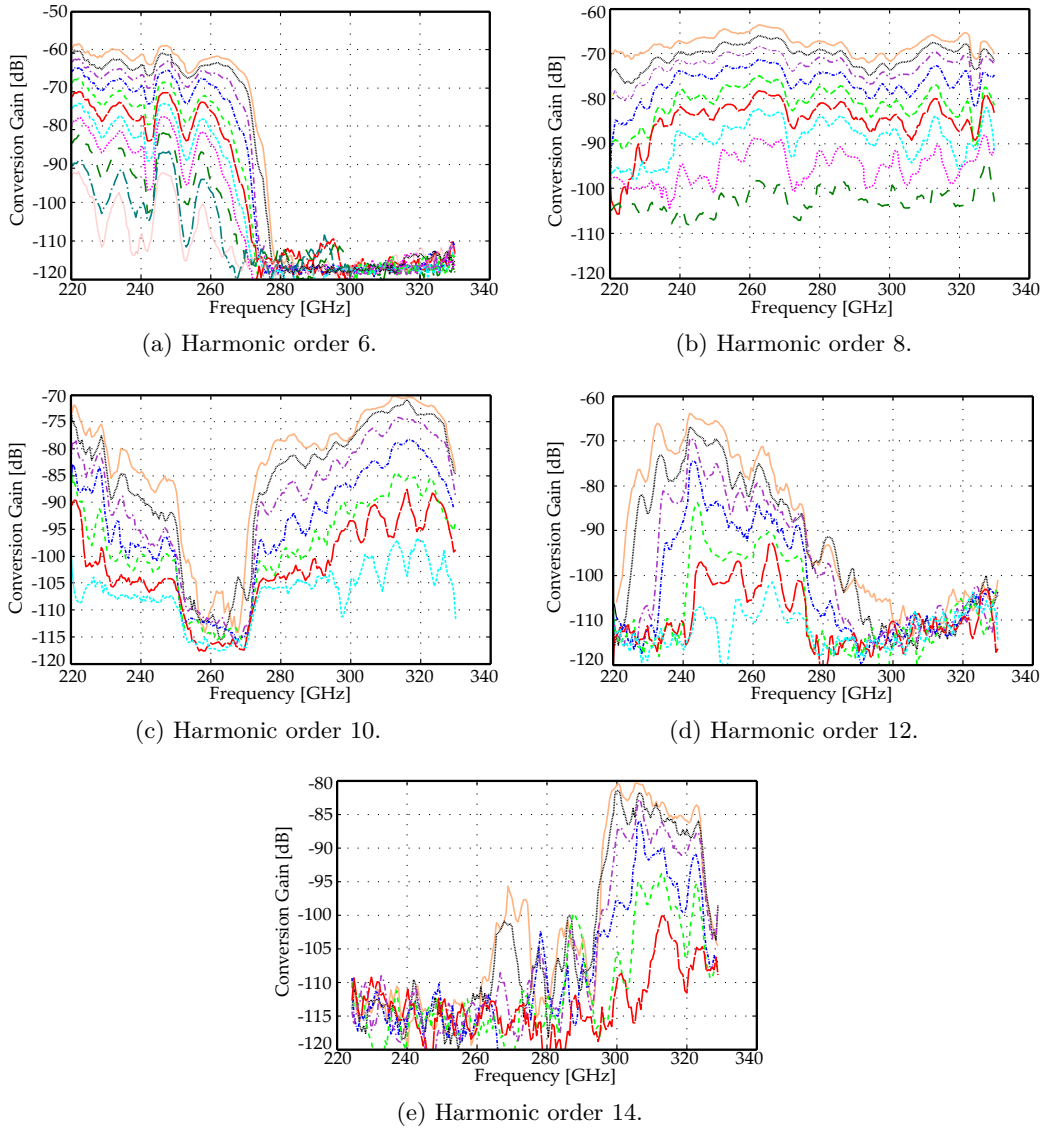 Conversion Gain [dB]
-50
-60
-70
-80
-90
-100
-110
-120
220 240 260 280 300 320 340
Frequency [GHz]
(a) Harmonic order 6.
Conversion Gain [dB]
-60
-70
-80
-90
-100
-110
-120
220 240 260 280 300 320 340
Frequency [GHz]
(b) Harmonic order 8.
Conversion Gain [dB]
-70
-75
-80
-85
-90
-95
-100
-105
-110
-115
-120
220 240 260 280 300 320 340
Frequency [GHz]
(c) Harmonic order 10.
Conversion Gain [dB]
-60
-70
-80
-90
-100
-110
-120
220 240 260 280 300 320 340
Frequency [GHz]
(d) Harmonic order 12.
Conversion Gain [dB]
-80
-85
-90
-95
-100
-105
-110
-115
-120
220 240 260 280 300 320 340
Frequency [GHz]
(e) Harmonic order 14.